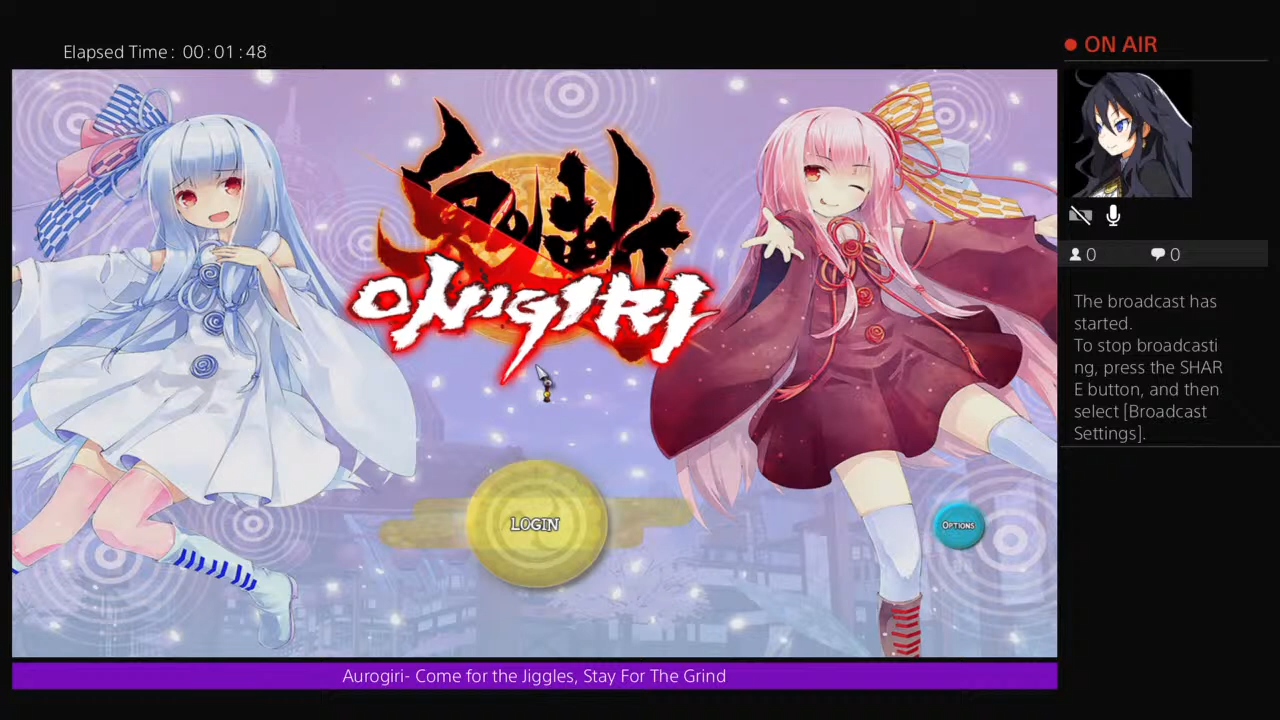 Elapsed Time: 00:01:48
ON AIR
鬼斬
ONIGIRI
0 0
The broadcast has
started.
To stop broadcasti
ng, press the SHAR
E button, and then
select [Broadcast
Settings].
LOGIN
OPTIONS
Aurogiri- Come for the Jiggles, Stay For The Grind